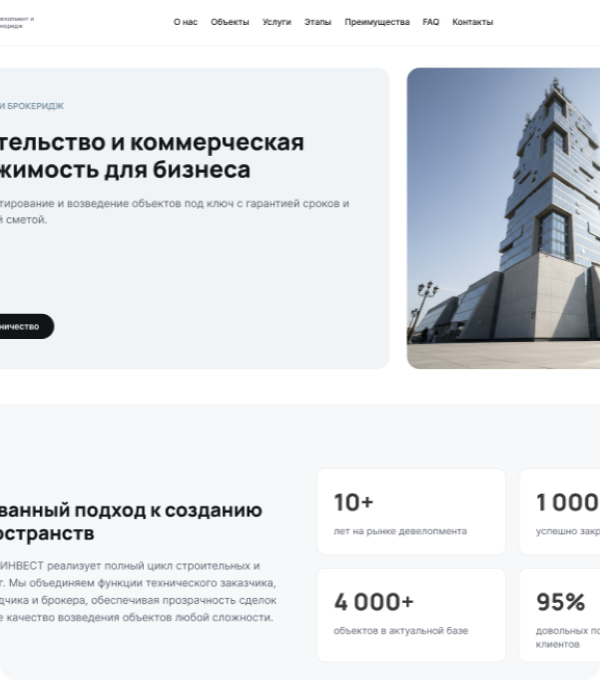 О нас Объекты Услуги Этапы Преимущества FAQ Контакты
И БРОКЕРИДЖ
тельство и коммерческая
жимость для бизнеса
тирование и возведение объектов под ключ с гарантией сроков и
й сметой.
ничество
ванный подход к созданию
остранств
ИНВЕСТ реализует полный цикл строительных и
г. Мы объединяем функции технического заказчика,
дчика и брокера, обеспечивая прозрачность сделок
е качество возведения объектов любой сложности.
10+
лет на рынке девелопмента
1 000
успешно закр
4 000+
объектов в актуальной базе
95%
довольных по
клиентов